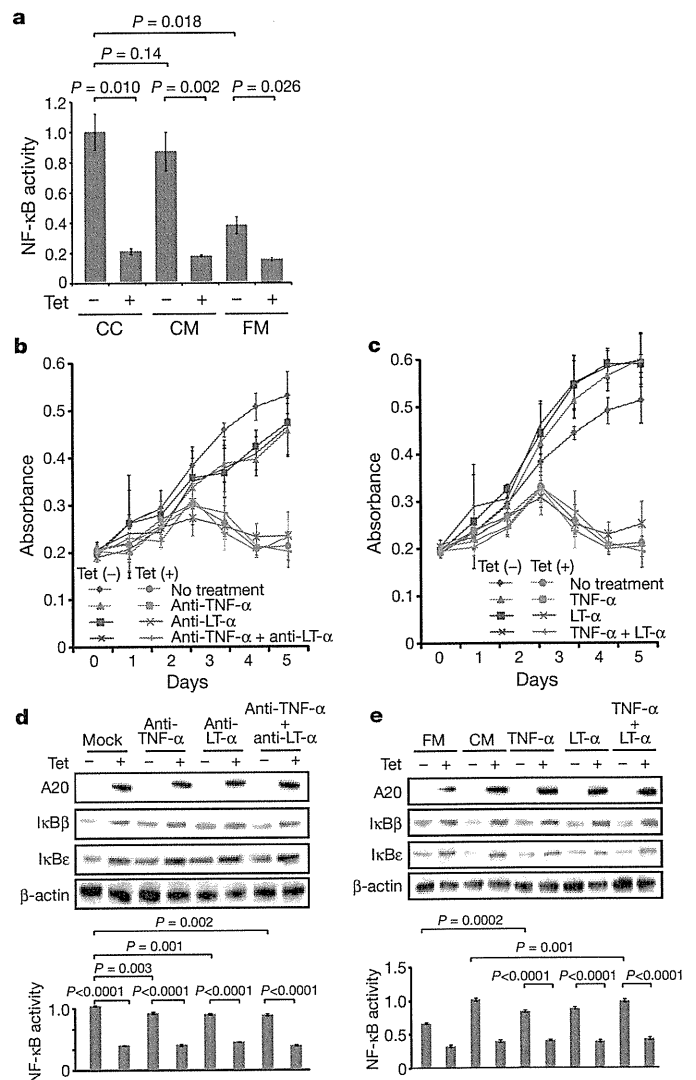 a
P = 0.018
P = 0.14
P = 0.010 P = 0.002 P = 0.026
NF-κB activity
1.2
1.0
0.8
0.6
0.4
0.2
0
Tet − + − + − +
CC CM FM
b
Absorbance
0.6
0.5
0.4
0.3
0.2
0.1
0
Tet (−) Tet (+)
No treatment
Anti-TNF-α
Anti-LT-α
Anti-TNF-α + anti-LT-α
0 1 2 3 4 5
Days
c
Absorbance
0.6
0.5
0.4
0.3
0.2
0.1
0
Tet (−) Tet (+)
No treatment
TNF-α
LT-α
TNF-α + LT-α
0 1 2 3 4 5
Days
d
Mock
Anti-
TNF-α
Anti-
LT-α
Anti-TNF-α
+
anti-LT-α
Tet − + − + − + − +
A20
IκBβ
IκBε
β-actin
P = 0.002
P = 0.001
P = 0.003
P<0.0001 P<0.0001 P<0.0001 P<0.0001
NF-κB activity
1.0
0
e
FM CM TNF-α LT-α
TNF-α
+
LT-α
Tet − + − + − + − + − +
A20
IκBβ
IκBε
β-actin
P = 0.0002
P = 0.001
P<0.0001 P<0.0001 P<0.0001
NF-κB activity
1.5
1.0
0.5
0